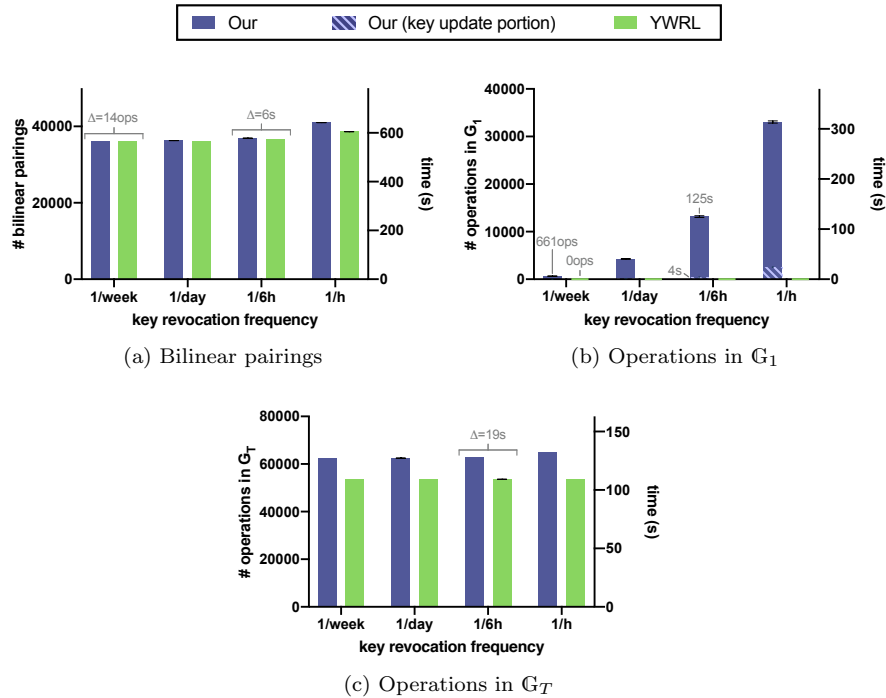 Our Our (key update portion) YWRL
# bilinear pairings
40000
20000
0
Δ=14ops
Δ=6s
600
400
200
0
time (s)
1/week 1/day 1/6h 1/h
key revocation frequency
(a) Bilinear pairings
# operations in G1
40000
30000
20000
10000
0
661ops
0ops
125s
4s
300
200
100
0
time (s)
1/week 1/day 1/6h 1/h
key revocation frequency
(b) Operations in 𝔾₁
# operations in GT
80000
60000
40000
20000
0
Δ=19s
150
100
50
0
time (s)
1/week 1/day 1/6h 1/h
key revocation frequency
(c) Operations in 𝔾T